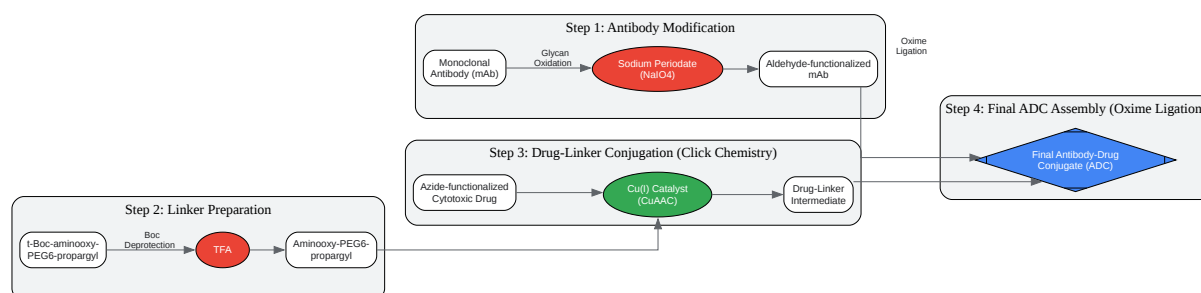 Step 1: Antibody Modification
Monoclonal
Antibody (mAb)
Glycan
Oxidation
Sodium Periodate
(NaIO4)
Aldehyde-functionalized
mAb
Oxime
Ligation
Step 4: Final ADC Assembly (Oxime Ligation
Final Antibody-Drug
Conjugate (ADC)
Step 3: Drug-Linker Conjugation (Click Chemistry)
Azide-functionalized
Cytotoxic Drug
Cu(I) Catalyst
(CuAAC)
Drug-Linker
Intermediate
Step 2: Linker Preparation
t-Boc-aminooxy-
PEG6-propargyl
Boc
Deprotection
TFA
Aminooxy-PEG6-
propargyl